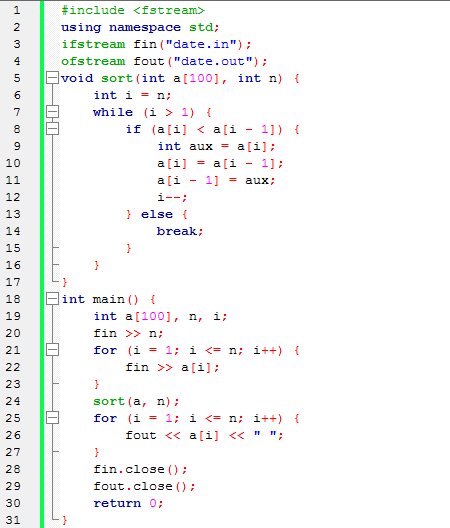 1 #include <fstream>
2 using namespace std;
3 ifstream fin("date.in");
4 ofstream fout("date.out");
5 void sort(int a[100], int n) {
6 int i = n;
7 while (i > 1) {
8 if (a[i] < a[i - 1]) {
9 int aux = a[i];
10 a[i] = a[i - 1];
11 a[i - 1] = aux;
12 i--;
13 } else {
14 break;
15 }
16 }
17 }
18 int main() {
19 int a[100], n, i;
20 fin >> n;
21 for (i = 1; i <= n; i++) {
22 fin >> a[i];
23 }
24 sort(a, n);
25 for (i = 1; i <= n; i++) {
26 fout << a[i] << " ";
27 }
28 fin.close();
29 fout.close();
30 return 0;
31 }